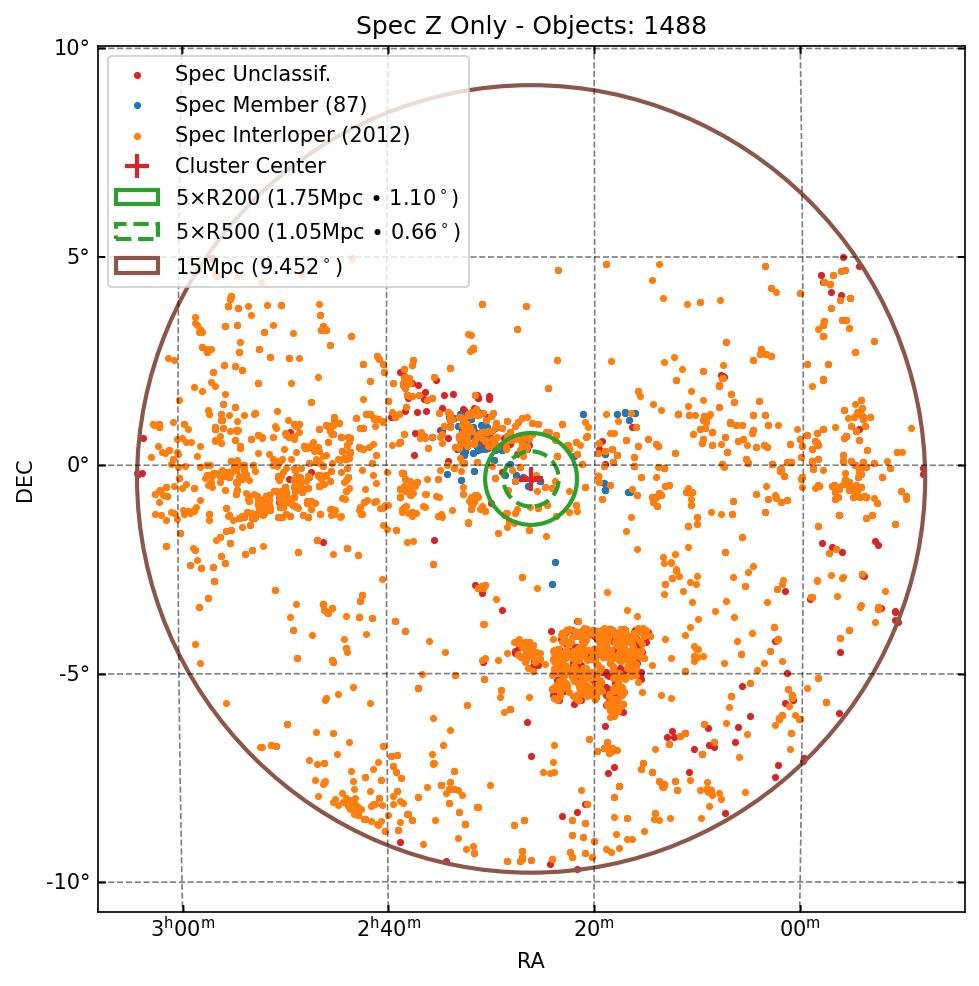 Spec Z Only - Objects: 1488
10°
Spec Unclassif.
Spec Member (87)
Spec Interloper (2012)
Cluster Center
5×R200 (1.75Mpc • 1.10°)
5×R500 (1.05Mpc • 0.66°)
15Mpc (9.452°)
5°
0°
-5°
-10°
DEC
3ʰ00ᵐ 2ʰ40ᵐ 20ᵐ 00ᵐ
RA